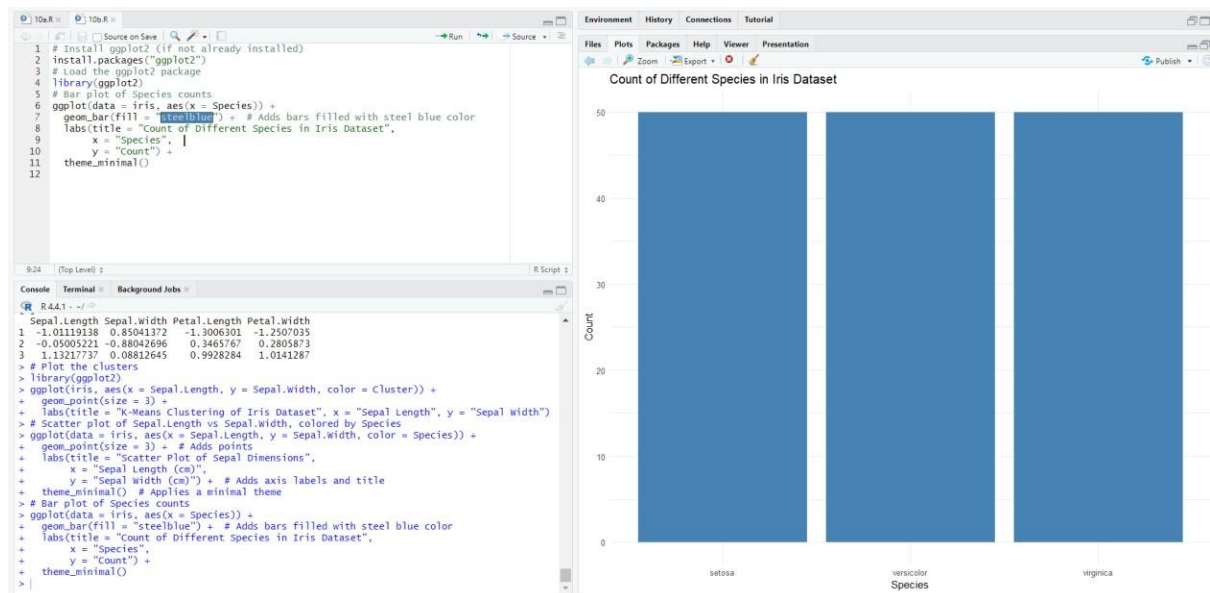 10a.R × 10b.R ×
Source on Save Run Source
1 # Install ggplot2 (if not already installed)
2 install.packages("ggplot2")
3 # Load the ggplot2 package
4 library(ggplot2)
5 # Bar plot of Species counts
6 ggplot(data = iris, aes(x = Species)) +
7 geom_bar(fill = "steelblue") + # Adds bars filled with steel blue color
8 labs(title = "Count of Different Species in Iris Dataset",
9 x = "Species",
10 y = "Count") +
11 theme_minimal()
12
9:24 (Top Level) R Script
Console Terminal × Background Jobs ×
R 4.4.1 · ~/
Sepal.Length Sepal.Width Petal.Length Petal.Width
1 -1.01119138 0.85041372 -1.3006301 -1.2507035
2 -0.05005221 -0.88042696 0.3465767 0.2805873
3 1.13217737 0.08812645 0.9928284 1.0141287
> # Plot the clusters
> library(ggplot2)
> ggplot(iris, aes(x = Sepal.Length, y = Sepal.Width, color = Cluster)) +
+ geom_point(size = 3) +
+ labs(title = "K-Means Clustering of Iris Dataset", x = "Sepal Length", y = "Sepal Width")
> # Scatter plot of Sepal.Length vs Sepal.Width, colored by Species
> ggplot(data = iris, aes(x = Sepal.Length, y = Sepal.Width, color = Species)) +
+ geom_point(size = 3) + # Adds points
+ labs(title = "Scatter Plot of Sepal Dimensions",
+ x = "Sepal Length (cm)",
+ y = "Sepal Width (cm)") + # Adds axis labels and title
+ theme_minimal() # Applies a minimal theme
> # Bar plot of Species counts
> ggplot(data = iris, aes(x = Species)) +
+ geom_bar(fill = "steelblue") + # Adds bars filled with steel blue color
+ labs(title = "Count of Different Species in Iris Dataset",
+ x = "Species",
+ y = "Count") +
+ theme_minimal()
>
Environment History Connections Tutorial
Files Plots Packages Help Viewer Presentation
Zoom Export Publish
Count of Different Species in Iris Dataset
50
40
30
Count
20
10
0
setosa versicolor virginica
Species